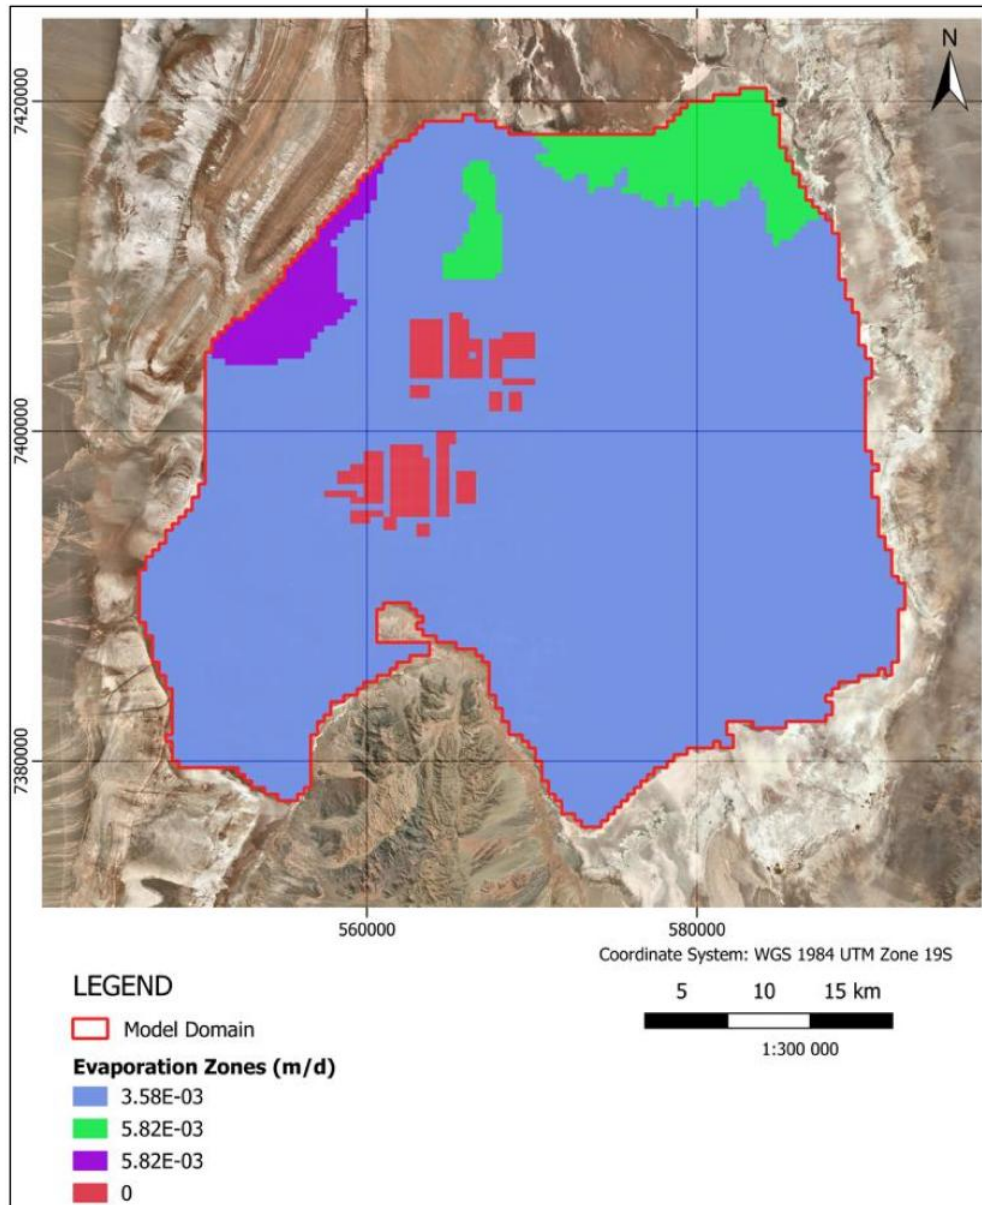 N
7420000
7400000
7380000
560000 580000
Coordinate System: WGS 1984 UTM Zone 19S
LEGEND
5 10 15 km
1:300 000
Model Domain
Evaporation Zones (m/d)
3.58E-03
5.82E-03
5.82E-03
0